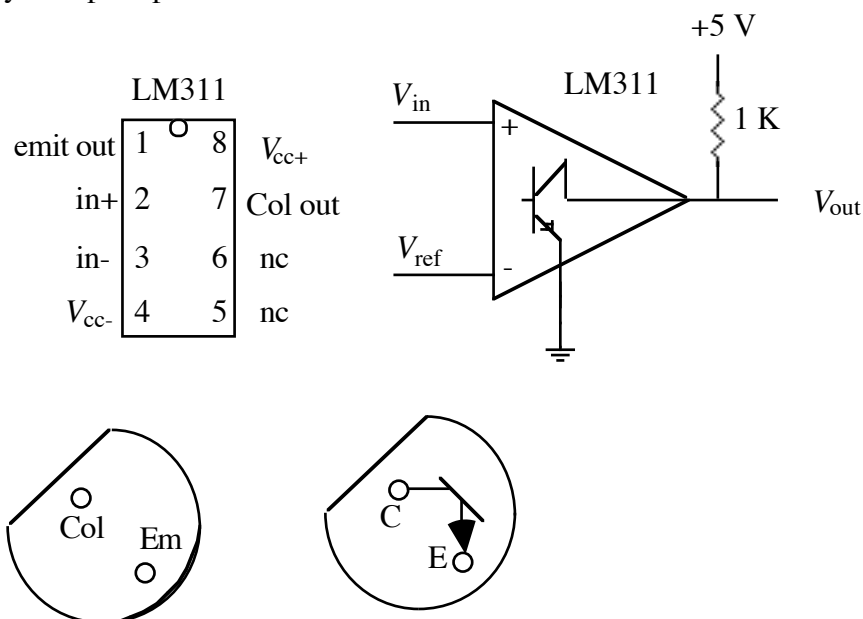 +5 V
LM311
LM311
V in
1 K
emit out 1 8 Vcc+
+
in+ 2 7 Col out
Vout
in- 3 6 nc
Vref
-
Vcc- 4 5 nc
C
Col
Em
E